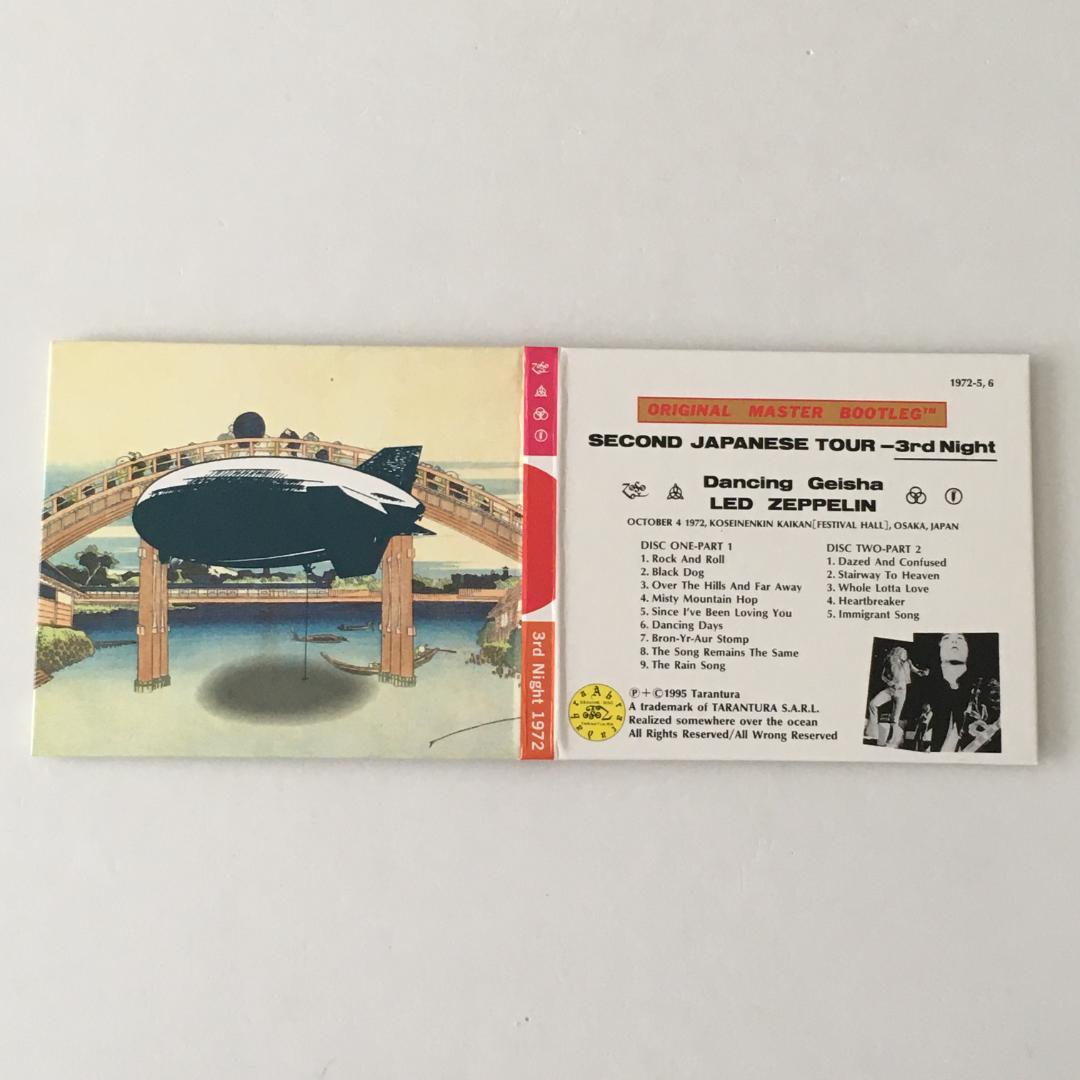 3rd Night 1972
1972-5, 6
ORIGINAL MASTER BOOTLEG™
SECOND JAPANESE TOUR –3rd Night
Dancing Geisha
LED ZEPPELIN
OCTOBER 4 1972, KOSEINENKIN KAIKAN[FESTIVAL HALL], OSAKA, JAPAN
DISC ONE-PART 1
1. Rock And Roll
2. Black Dog
3. Over The Hills And Far Away
4. Misty Mountain Hop
5. Since I've Been Loving You
6. Dancing Days
7. Bron-Yr-Aur Stomp
8. The Song Remains The Same
9. The Rain Song
DISC TWO-PART 2
1. Dazed And Confused
2. Stairway To Heaven
3. Whole Lotta Love
4. Heartbreaker
5. Immigrant Song
Ⓟ+©1995 Tarantura
A trademark of TARANTURA S.A.R.L.
Realized somewhere over the ocean
All Rights Reserved/All Wrong Reserved